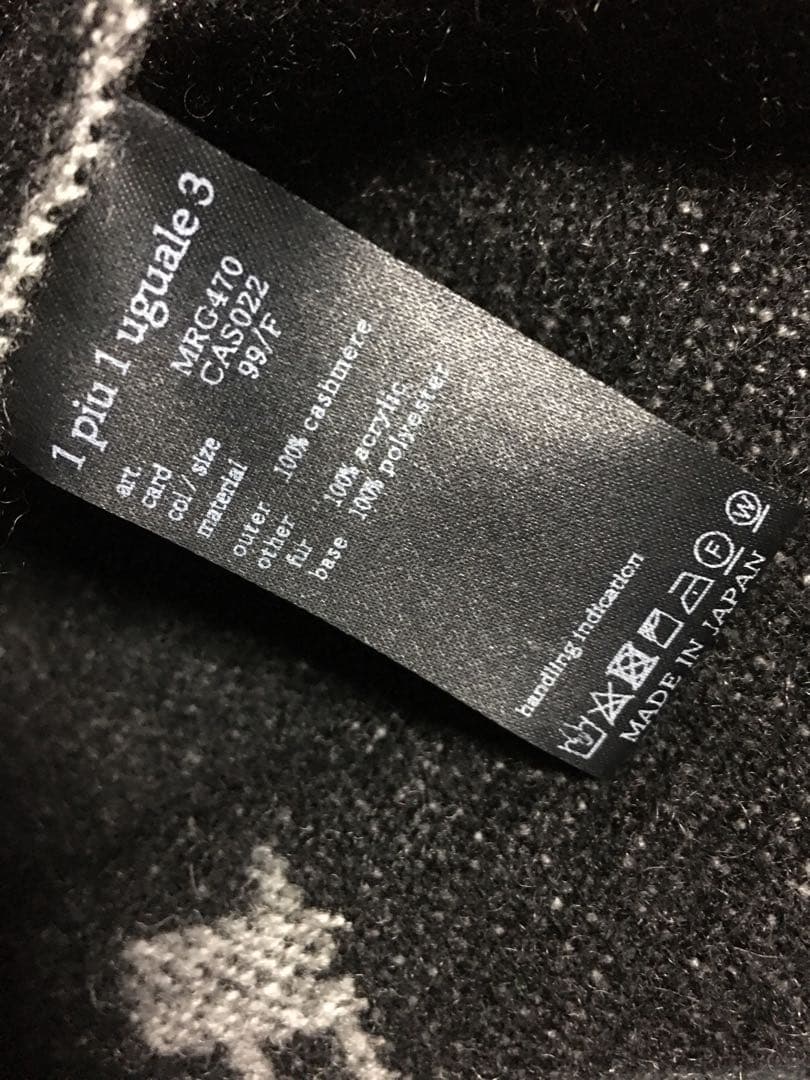 1 piu 1 uguale 3
art. MRG470
card CAS022
col / size 99/F
material
outer 100% cashmere
other
fur 100% acrylic
base 100% polyester
handling indication
F W
MADE IN JAPAN